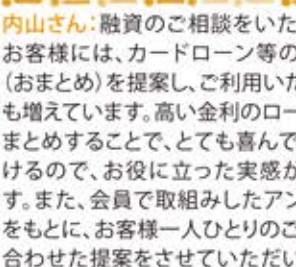 内山さん：融資のご相談をいた
お客様には、カードローン等の
（おまとめ）を提案し、ご利用いた
も増えています。高い金利のロー
まとめすることで、とても喜んで
けるので、お役に立った実感が
す。また、会員で取組みしたアン
をもとに、お客様一人ひとりのご
合わせた提案をさせていただい